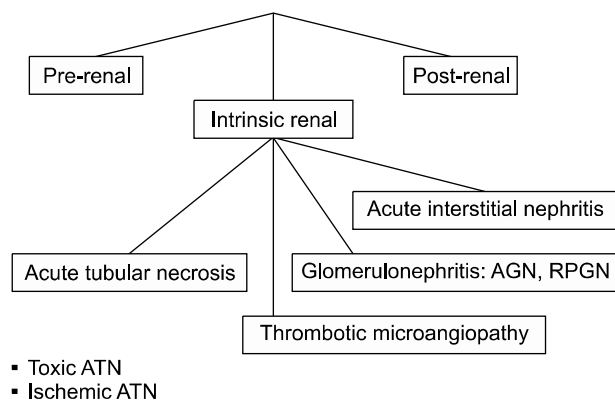 Pre-renal
Post-renal
Intrinsic renal
Acute interstitial nephritis
Acute tubular necrosis
Glomerulonephritis: AGN, RPGN
Thrombotic microangiopathy
▪ Toxic ATN
▪ Ischemic ATN